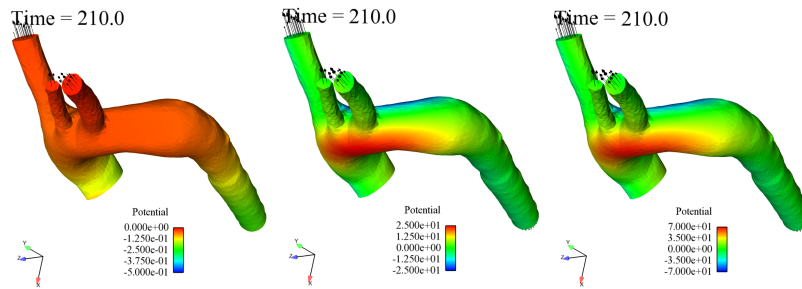 Time = 210.0
Potential
0.000e+00
-1.250e-01
-2.500e-01
-3.750e-01
-5.000e-01
Y
Z
X
Time = 210.0
Potential
2.500e+01
1.250e+01
0.000e+00
-1.250e+01
-2.500e+01
Y
Z
X
Time = 210.0
Potential
7.000e+01
3.500e+01
0.000e+00
-3.500e+01
-7.000e+01
Y
Z
X